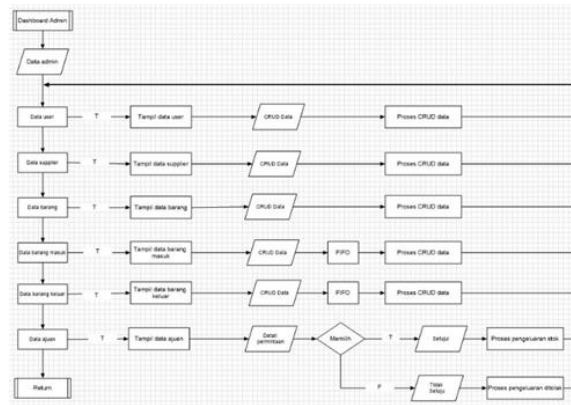 Dashboard Admin
Data admin
Data user
T
Tampil data user
CRUD Data
Proses CRUD data
Data supplier
T
Tampil data supplier
CRUD Data
Proses CRUD data
Data barang
T
Tampil data barang
CRUD Data
Proses CRUD data
Data barang masuk
T
Tampil data barang
masuk
CRUD Data
FIFO
Proses CRUD data
Data barang keluar
T
Tampil data barang
keluar
CRUD Data
FIFO
Proses CRUD data
Data ajuan
T
Tampil data ajuan
Detail
permintaan
Memilih
T
Setujui
Proses pengeluaran stok
Return
F
Tidak
Setujui
Proses pengeluaran ditolak